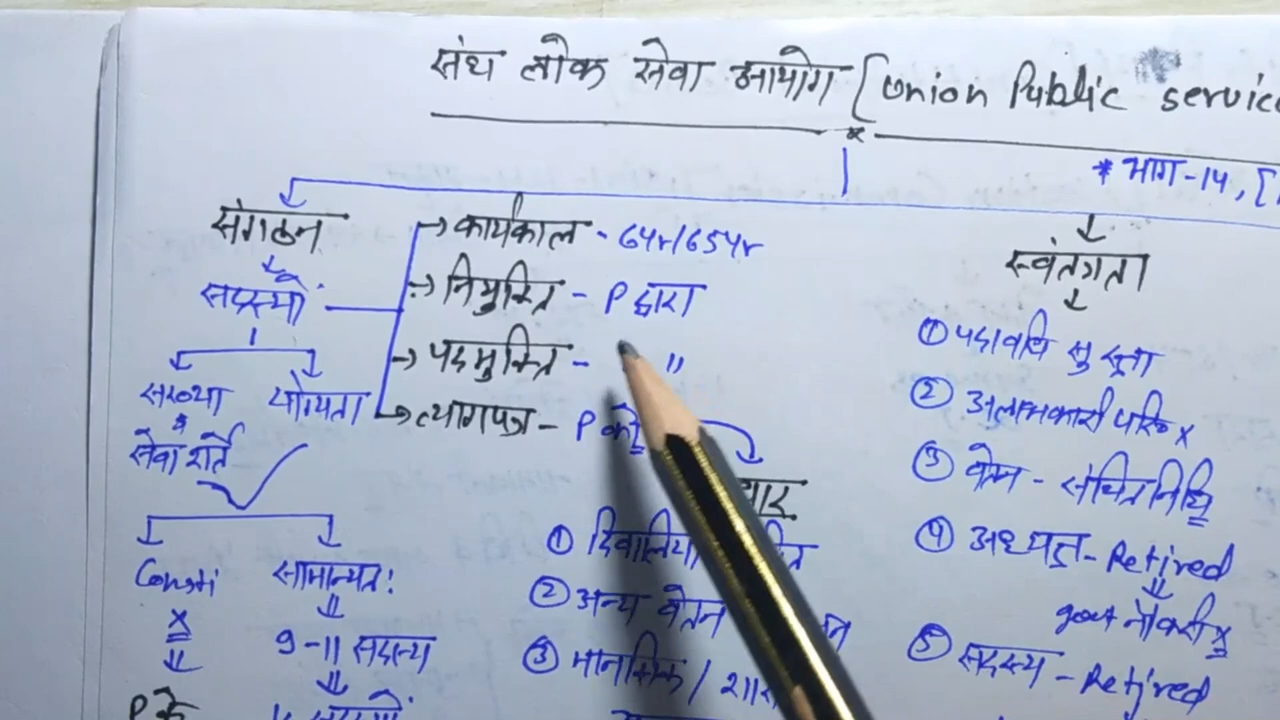 संघ लोक सेवा आयोग [Union Public Service
* भाग-14,
संगठन
सदस्यों
संख्या
योग्यता
सेवा शर्ते
Consti
X
P के
सामान्यतः
9-11 सदस्य
→ कार्यकाल - 6yr/65yr
→ नियुक्ति - P द्वारा
→ पदमुक्ति - "
→ त्यागपत्र - P को
① दिवालिया
② अन्य वेतन
③ मानसिक /
स्वंतत्रता
① पदावधि सुरक्षा
② अलाभकारी परि॰ X
③ वेतन - संचित निधि
④ अध्यक्ष - Retired
govt नौकरी X
⑤ सदस्य - Retired